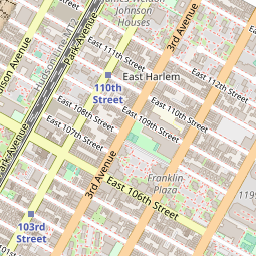 Johnson
Houses
Park Avenue
3rd Avenue
East 111th Street
East Harlem
East 112th Street
110th
Street
East 110th Street
East 109th Street
East 108th Street
East 107th Street
Park Avenue
3rd Avenue
Franklin
Plaza
East 106th Street
103rd
Street